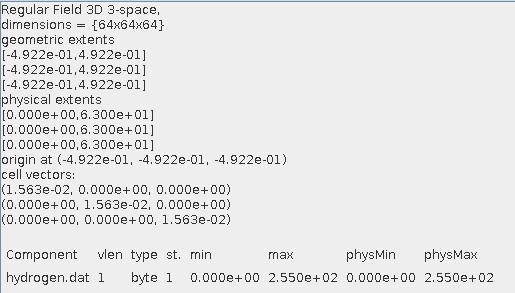 Regular Field 3D 3-space,
dimensions = {64x64x64}
geometric extents
[-4.922e-01,4.922e-01]
[-4.922e-01,4.922e-01]
[-4.922e-01,4.922e-01]
physical extents
[0.000e+00,6.300e+01]
[0.000e+00,6.300e+01]
[0.000e+00,6.300e+01]
origin at (-4.922e-01, -4.922e-01, -4.922e-01)
cell vectors:
(1.563e-02, 0.000e+00, 0.000e+00)
(0.000e+00, 1.563e-02, 0.000e+00)
(0.000e+00, 0.000e+00, 1.563e-02)
Component vlen type st. min max physMin physMax
hydrogen.dat 1 byte 1 0.000e+00 2.550e+02 0.000e+00 2.550e+02